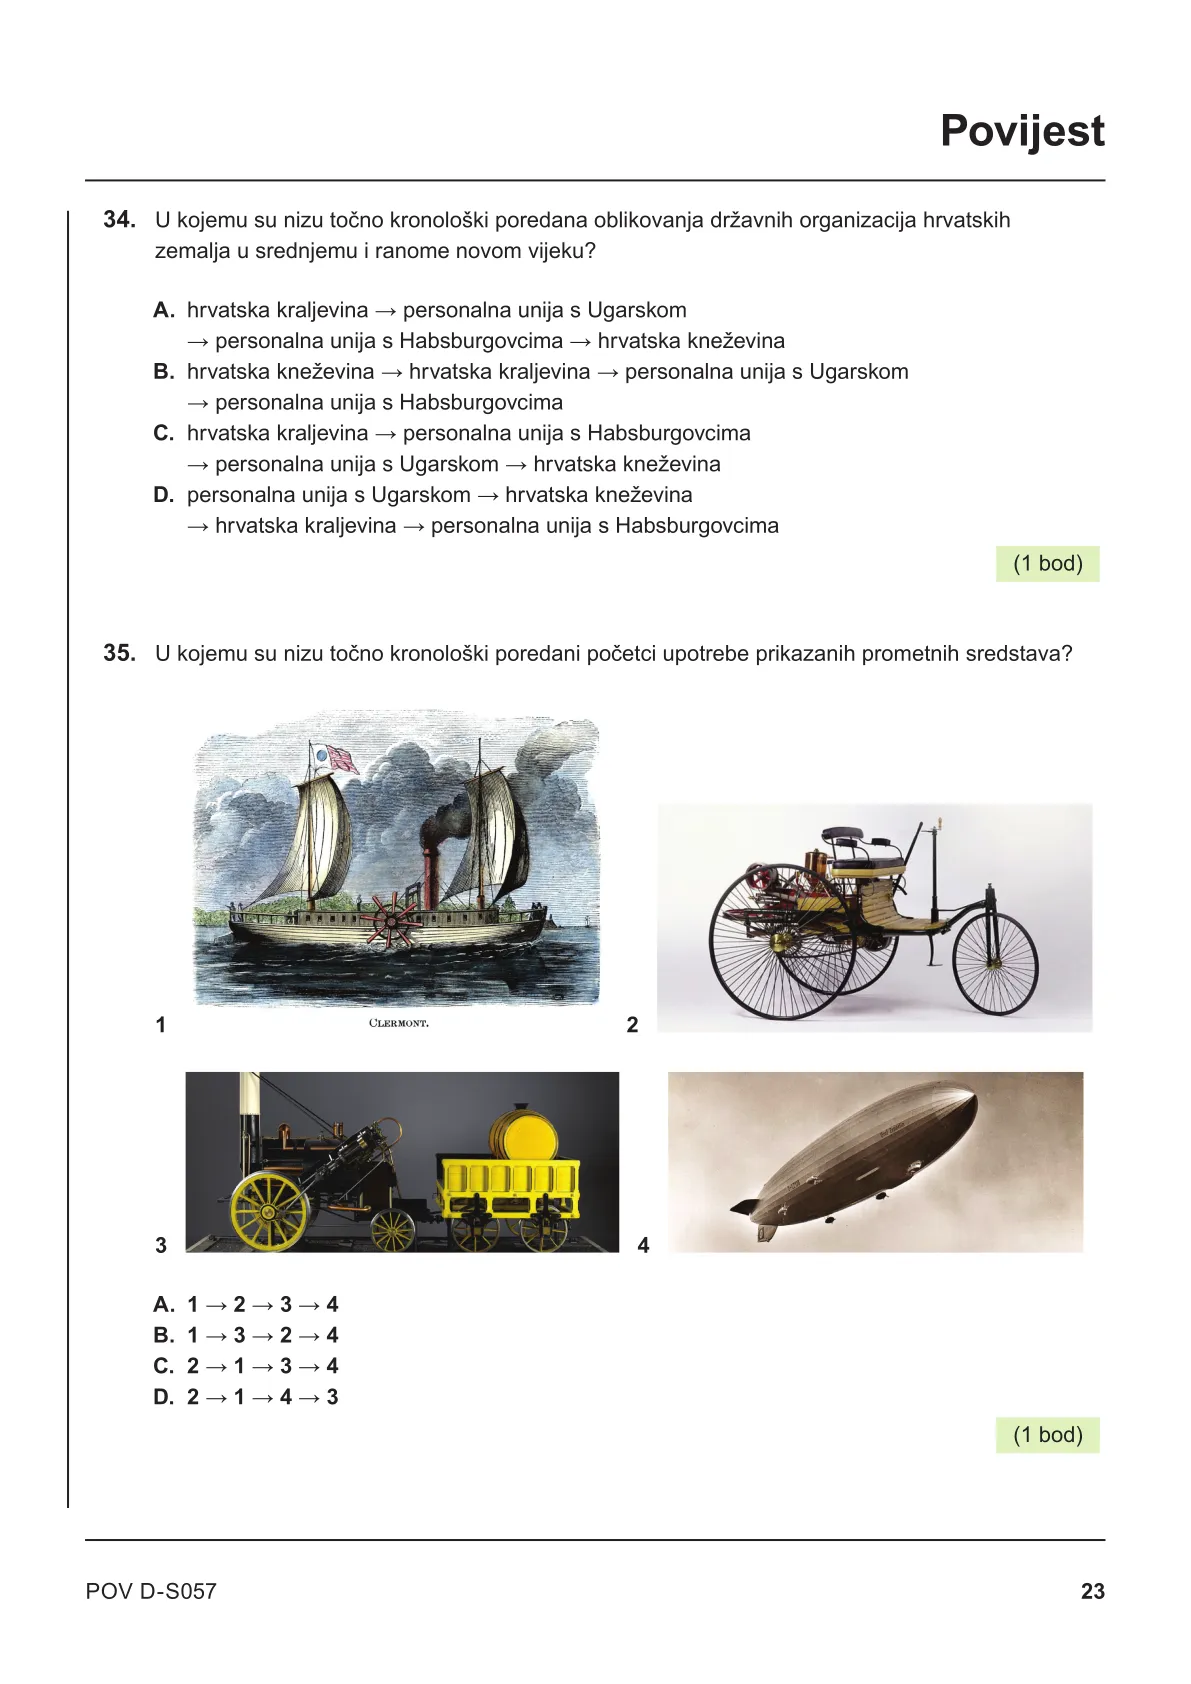 Povijest
34. U kojemu su nizu točno kronološki poredana oblikovanja državnih organizacija hrvatskih
zemalja u srednjemu i ranome novom vijeku?
A. hrvatska kraljevina → personalna unija s Ugarskom
→ personalna unija s Habsburgovcima → hrvatska kneževina
B. hrvatska kneževina → hrvatska kraljevina → personalna unija s Ugarskom
→ personalna unija s Habsburgovcima
C. hrvatska kraljevina → personalna unija s Habsburgovcima
→ personalna unija s Ugarskom → hrvatska kneževina
D. personalna unija s Ugarskom → hrvatska kneževina
→ hrvatska kraljevina → personalna unija s Habsburgovcima
(1 bod)
35. U kojemu su nizu točno kronološki poredani početci upotrebe prikazanih prometnih sredstava?
CLERMONT.
1
2
3
4
A. 1 → 2 → 3 → 4
B. 1 → 3 → 2 → 4
C. 2 → 1 → 3 → 4
D. 2 → 1 → 4 → 3
(1 bod)
POV D-S057
23